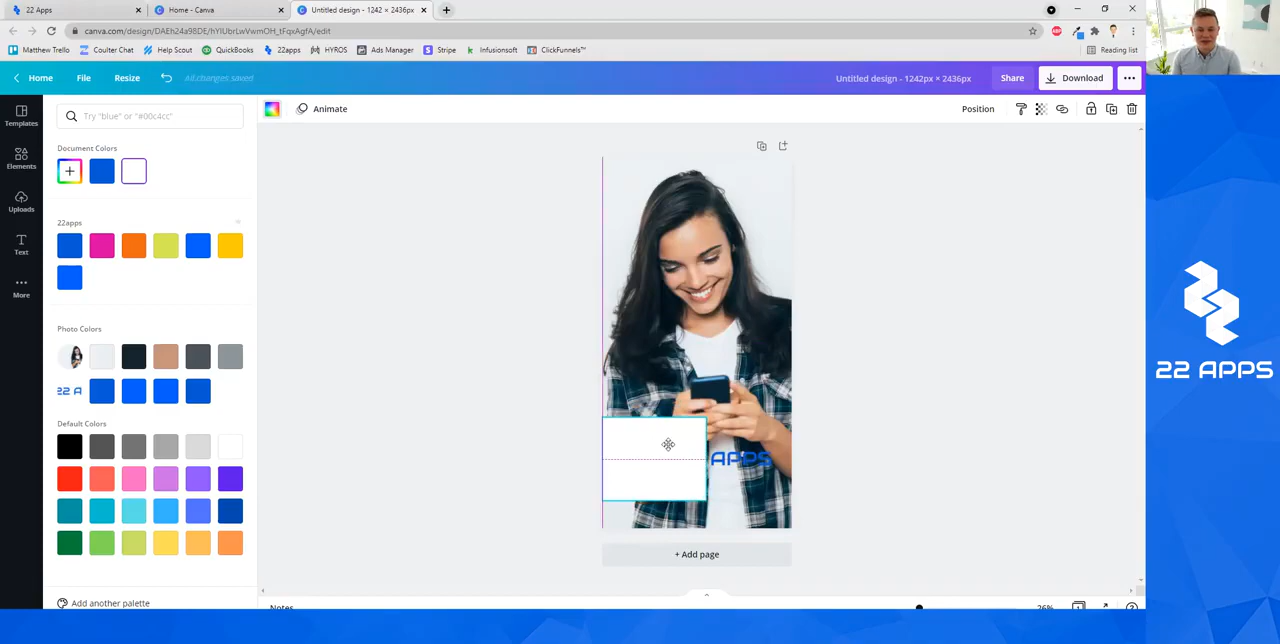 22 Apps
Home - Canva
Untitled design - 1242 × 2436px
canva.com/design/DAEh24a98DE/hYlUbrLwVwmOH_tFqxAgfA/edit
Matthew Trello
Coulter Chat
Help Scout
QuickBooks
22apps
HYROS
Ads Manager
Stripe
Infusionsoft
ClickFunnels™
Reading list
Home
File
Resize
All changes saved
Untitled design - 1242px × 2436px
Share
Download
Templates
Elements
Uploads
Text
More
Try "blue" or "#00c4cc"
Animate
Position
Document Colors
22apps
Photo Colors
22 A
Default Colors
Add another palette
APPS
+ Add page
Notes
26%
22 APPS